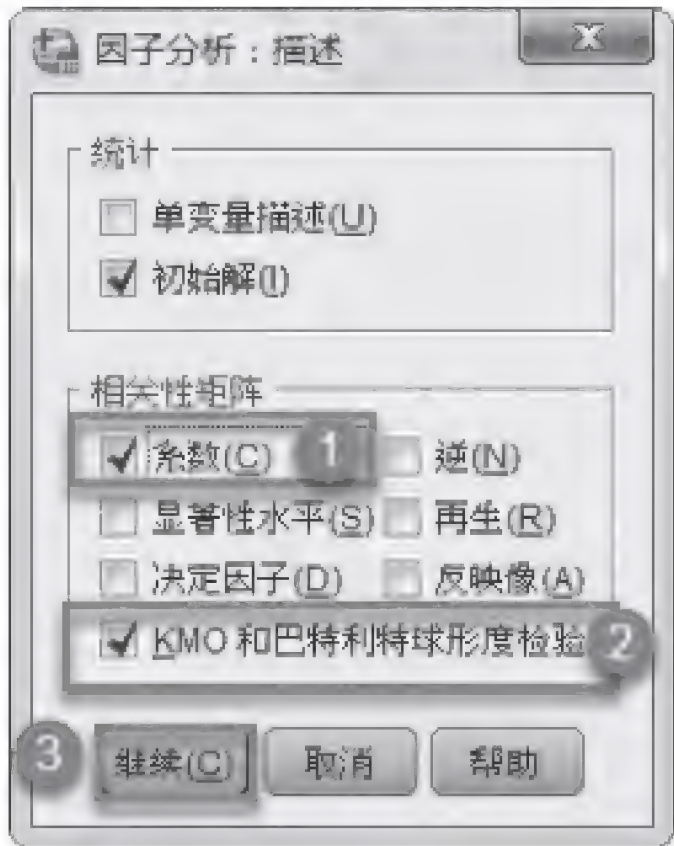 因子分析：描述
统计
单变量描述(U)
初始解(I)
相关性矩阵
系数(C) 1 逆(N)
显著性水平(S) 再生(R)
决定因子(D) 反映像(A)
KMO 和巴特利特球形度检验 2
3 继续(C) 取消 帮助